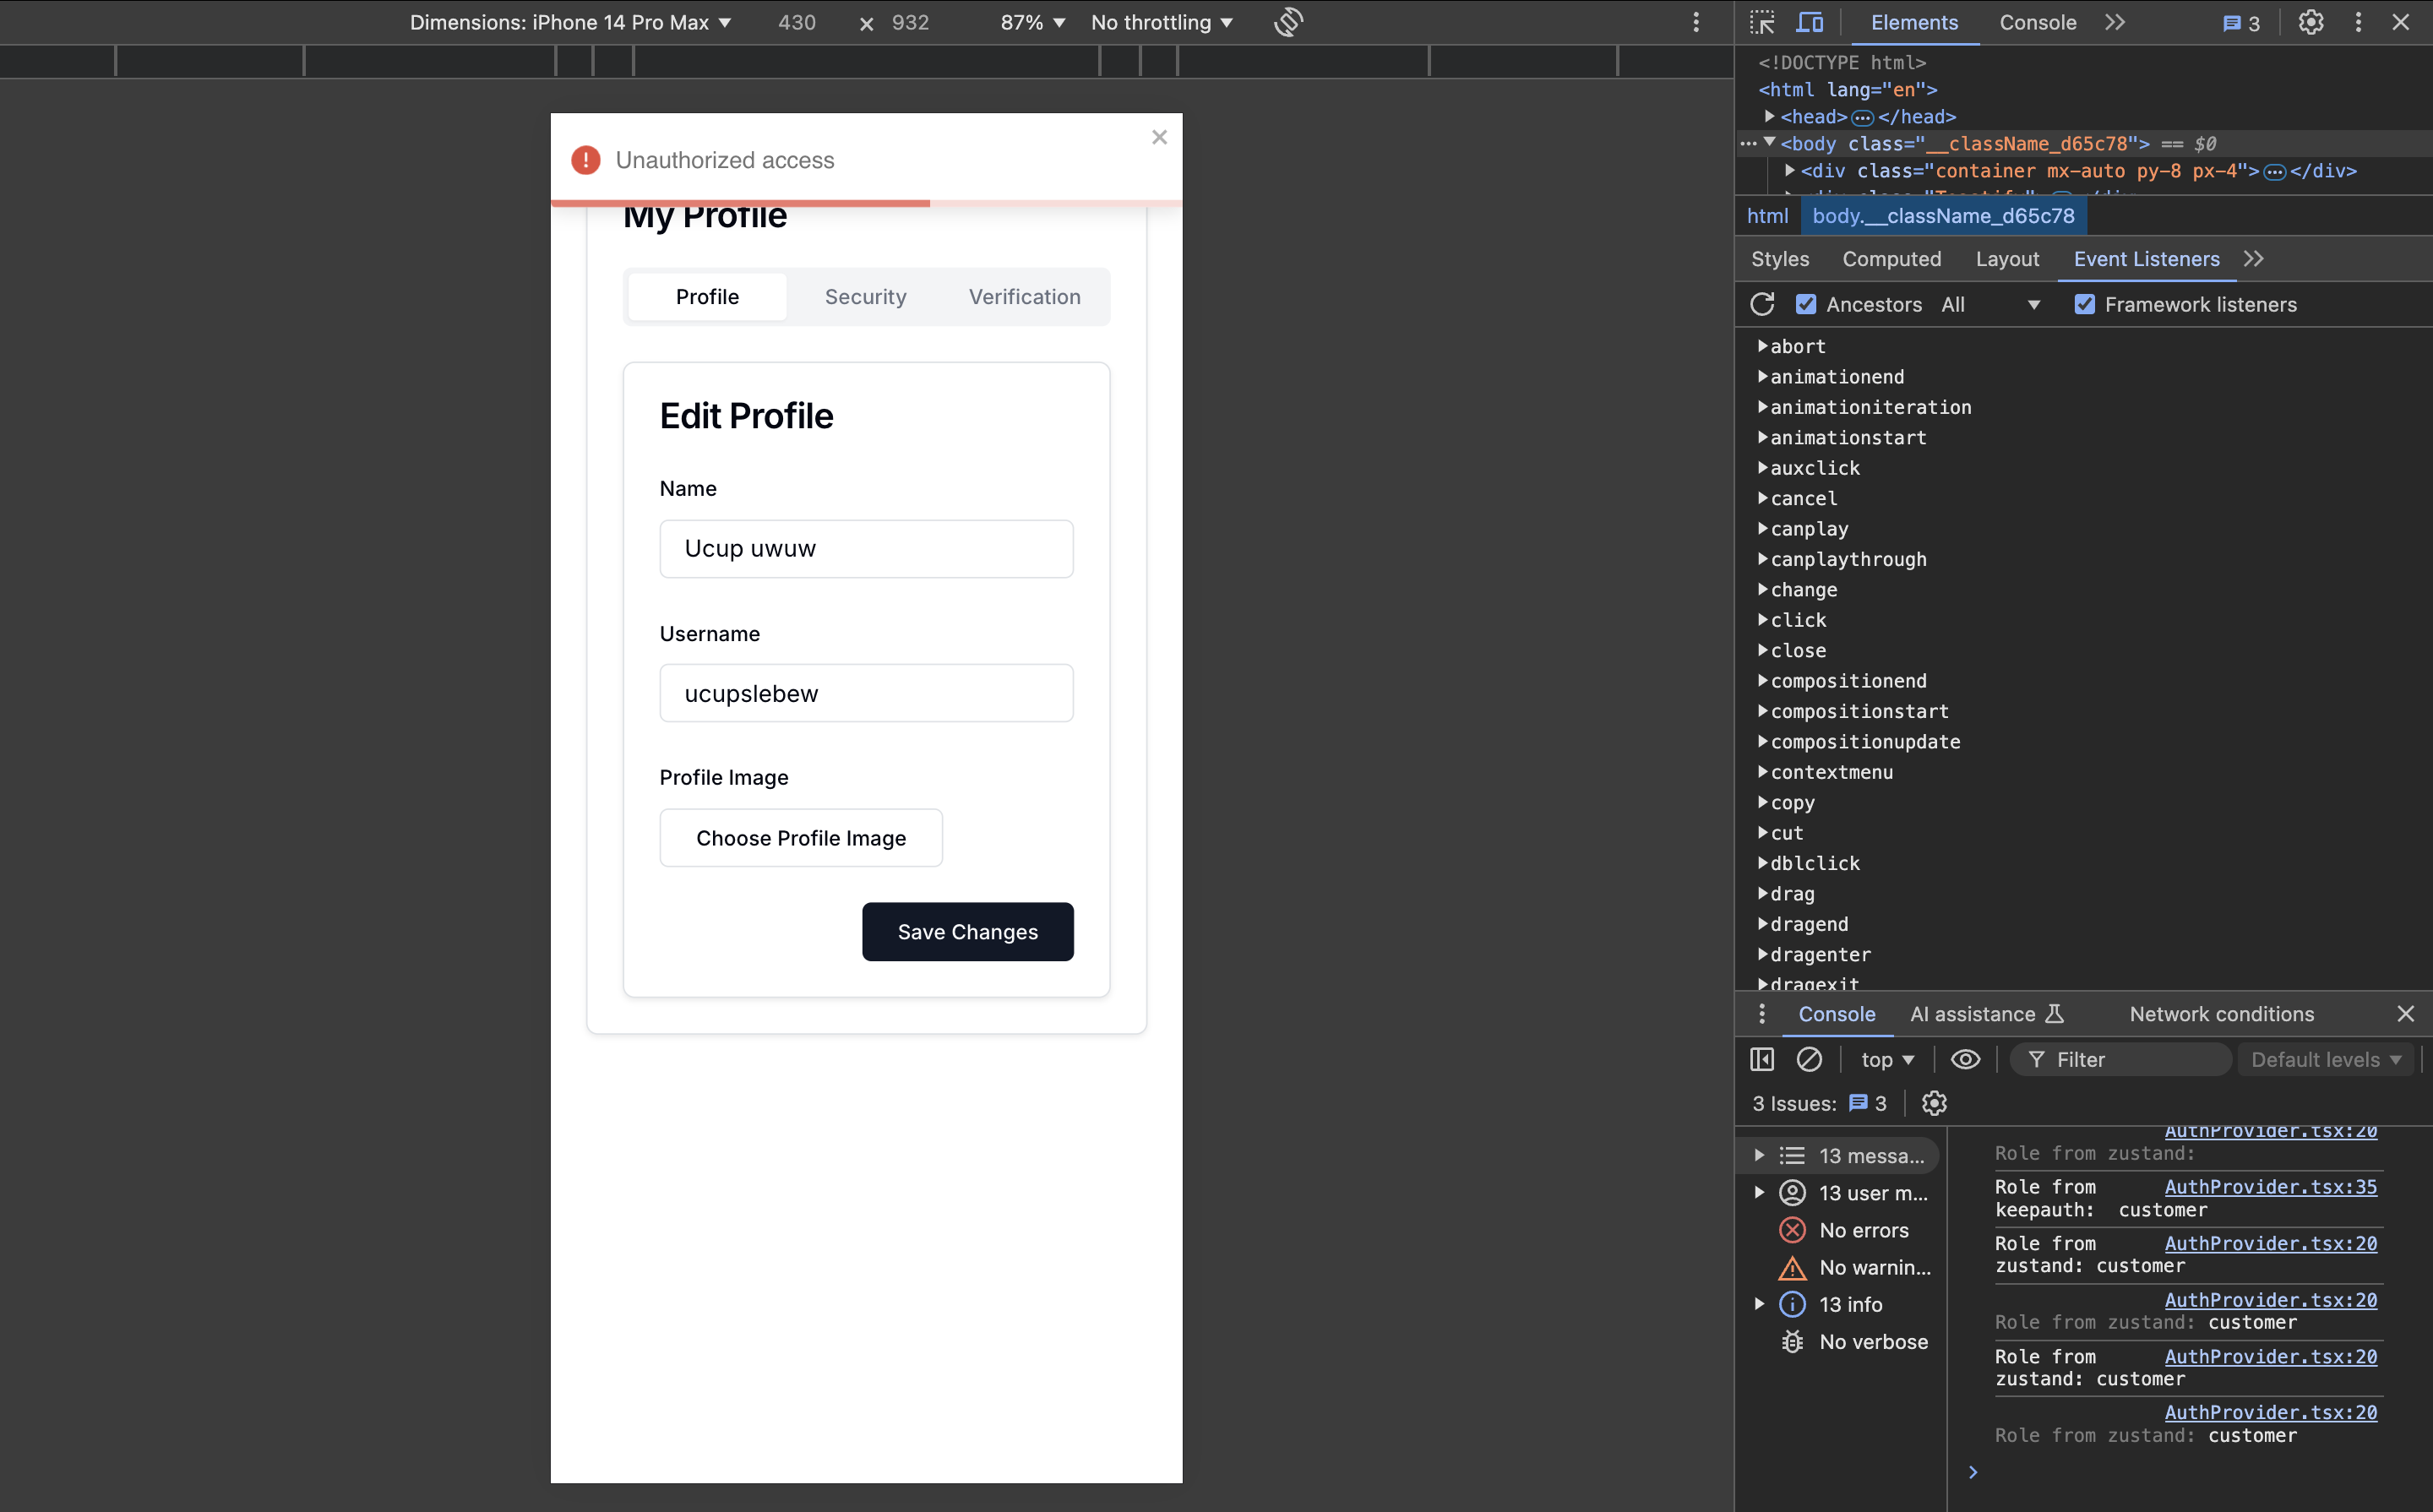 Dimensions: iPhone 14 Pro Max ▼ 430 × 932 87% ▼ No throttling ▼
Unauthorized access
My Profile
Profile Security Verification
Edit Profile
Name
Ucup uwuw
Username
ucupslebew
Profile Image
Choose Profile Image
Save Changes
Elements Console 3
<!DOCTYPE html>
<html lang="en">
<head>…</head>
<body class="__className_d65c78"> == $0
<div class="container mx-auto py-8 px-4">…</div>
html body.__className_d65c78
Styles Computed Layout Event Listeners
Ancestors All ▼ Framework listeners
abort
animationend
animationiteration
animationstart
auxclick
cancel
canplay
canplaythrough
change
click
close
compositionend
compositionstart
compositionupdate
contextmenu
copy
cut
dblclick
drag
dragend
dragenter
dragexit
Console AI assistance Network conditions
top ▼ Filter Default levels ▼
3 Issues: 3
13 messa...
13 user m...
No errors
No warnin...
13 info
No verbose
AuthProvider.tsx:20
Role from zustand:
Role from AuthProvider.tsx:35
keepauth: customer
Role from AuthProvider.tsx:20
zustand: customer
AuthProvider.tsx:20
Role from zustand: customer
Role from AuthProvider.tsx:20
zustand: customer
AuthProvider.tsx:20
Role from zustand: customer